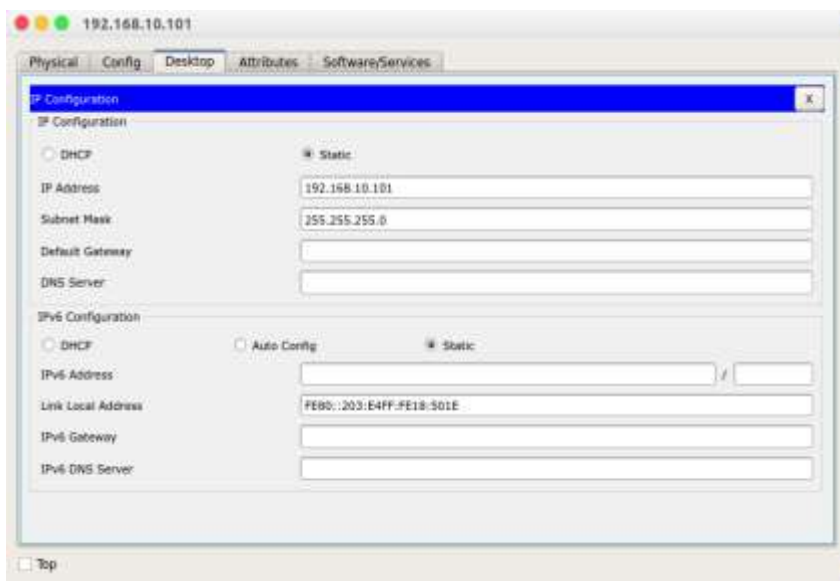 192.168.10.101
Physical Config Desktop Attributes Software/Services
IP Configuration X
IP Configuration
DHCP Static
IP Address 192.168.10.101
Subnet Mask 255.255.255.0
Default Gateway
DNS Server
IPv6 Configuration
DHCP Auto Config Static
IPv6 Address /
Link Local Address FE80::203:E4FF:FE18:501E
IPv6 Gateway
IPv6 DNS Server
Top